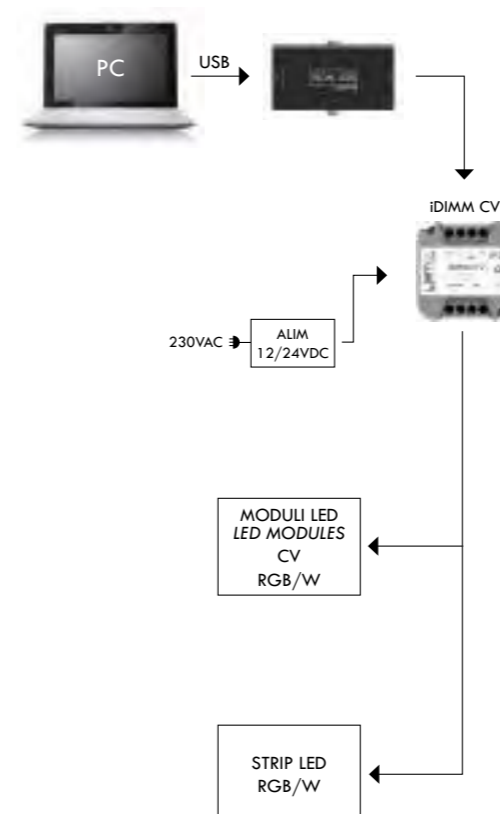 PC
USB
iDIMM CV
230VAC
ALIM
12/24VDC
MODULI LED
LED MODULES
CV
RGB/W
STRIP LED
RGB/W